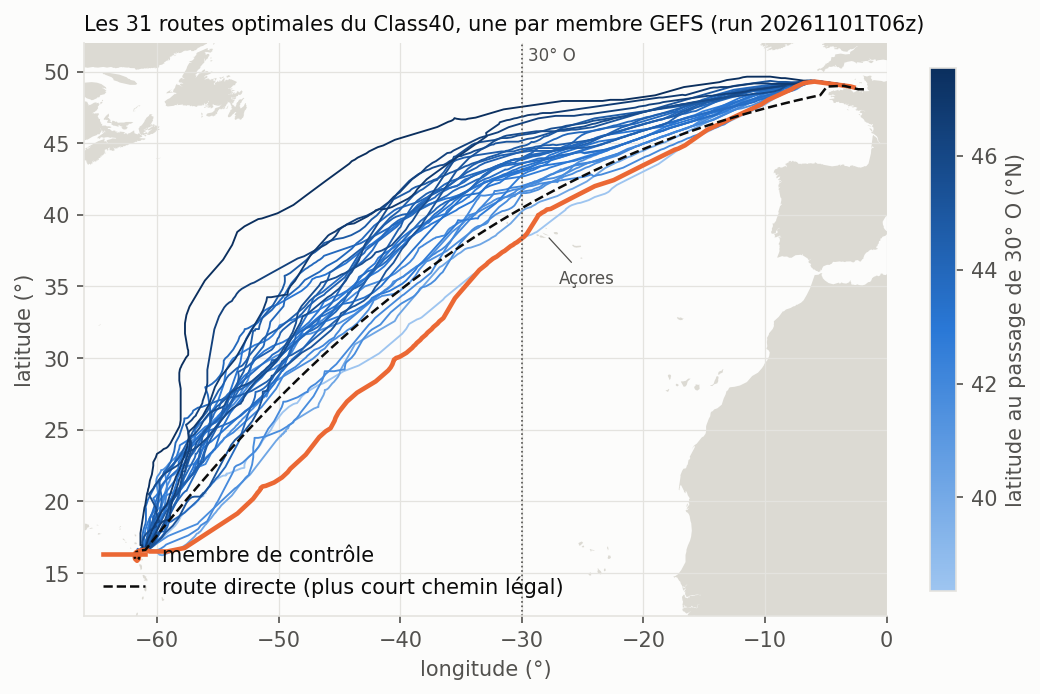 Les 31 routes optimales du Class40, une par membre GEFS (run 20261101T06z)
30° O
50
45
40
35
30
25
20
15
latitude (°)
Açores
membre de contrôle
route directe (plus court chemin légal)
−60
−50
−40
−30
−20
−10
0
longitude (°)
46
44
42
40
latitude au passage de 30° O (°N)